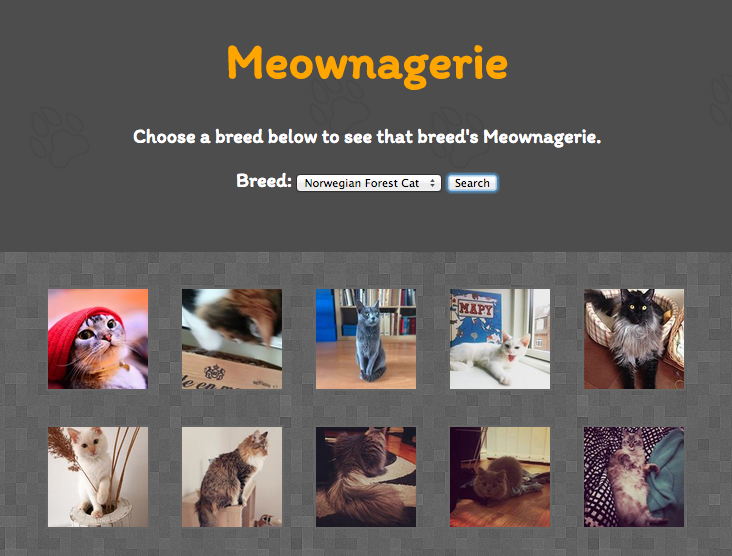 Meownagerie
Choose a breed below to see that breed's Meownagerie.
Breed: Norwegian Forest Cat Search
MAPY